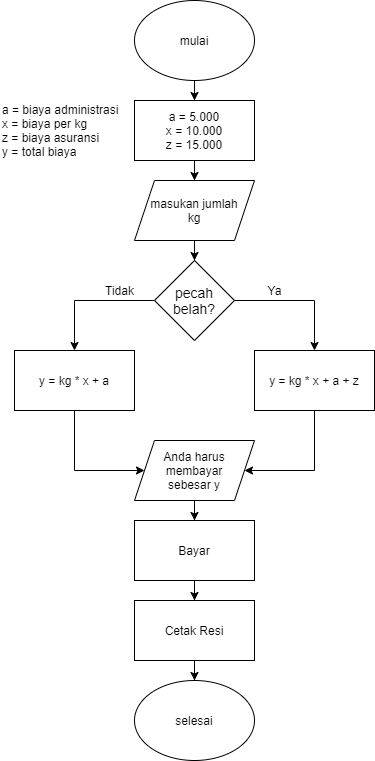 mulai
a = biaya administrasi
x = biaya per kg
z = biaya asuransi
y = total biaya
a = 5.000
x = 10.000
z = 15.000
masukan jumlah
kg
pecah
belah?
Tidak
Ya
y = kg * x + a
y = kg * x + a + z
Anda harus
membayar
sebesar y
Bayar
Cetak Resi
selesai